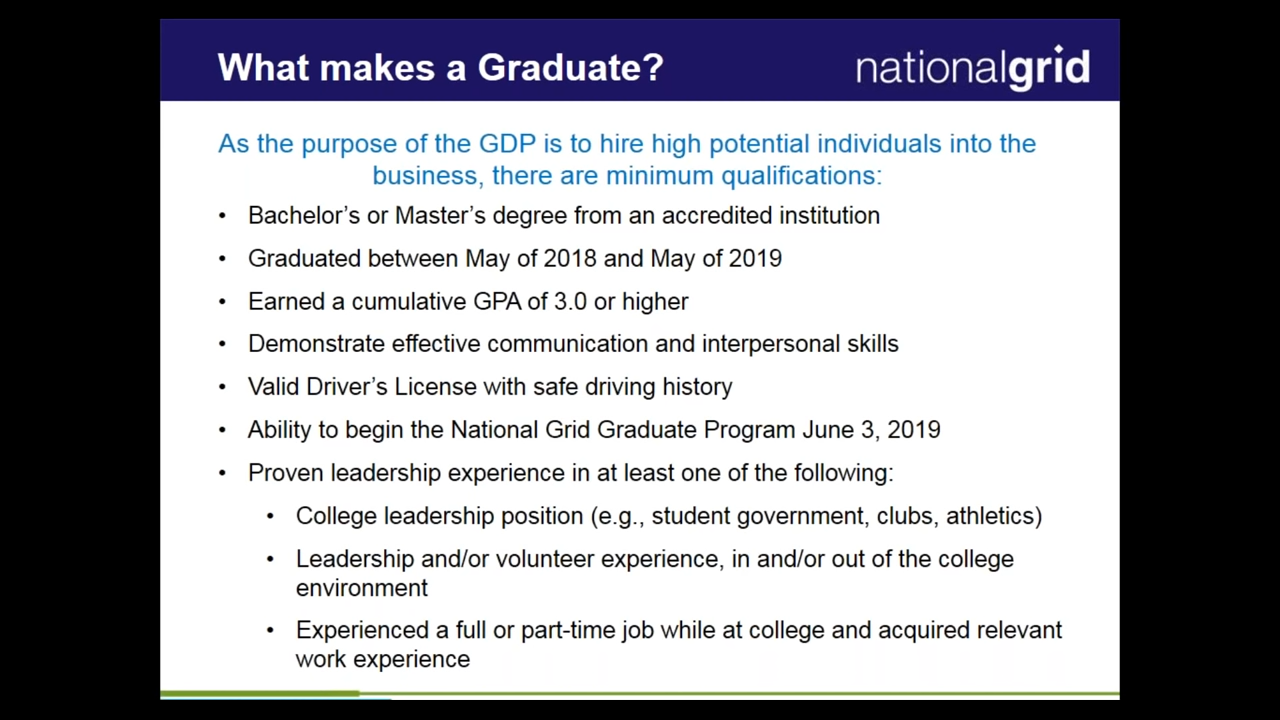 What makes a Graduate?
nationalgrid
As the purpose of the GDP is to hire high potential individuals into the
business, there are minimum qualifications:
• Bachelor’s or Master’s degree from an accredited institution
• Graduated between May of 2018 and May of 2019
• Earned a cumulative GPA of 3.0 or higher
• Demonstrate effective communication and interpersonal skills
• Valid Driver’s License with safe driving history
• Ability to begin the National Grid Graduate Program June 3, 2019
• Proven leadership experience in at least one of the following:
• College leadership position (e.g., student government, clubs, athletics)
• Leadership and/or volunteer experience, in and/or out of the college
environment
• Experienced a full or part-time job while at college and acquired relevant
work experience